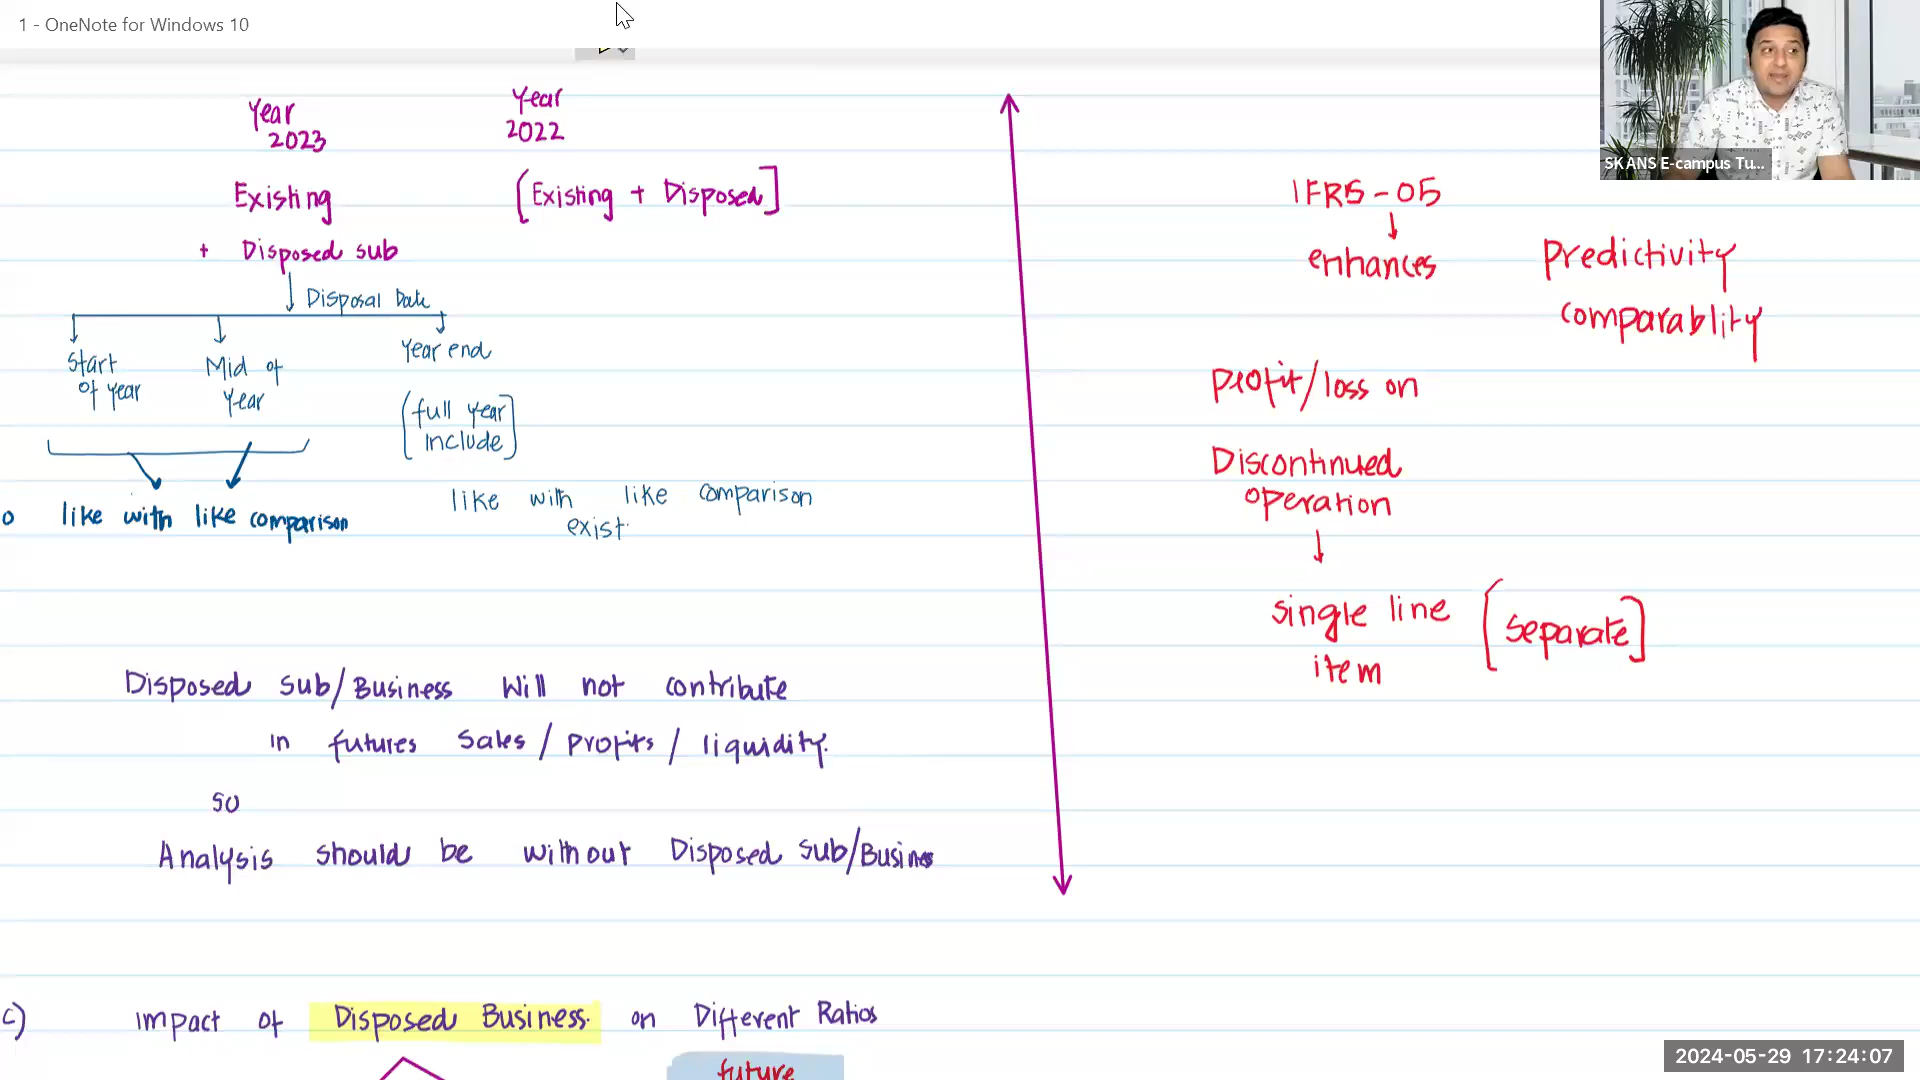 1 - OneNote for Windows 10
SKANS E-campus Tu...
Year 2023
Year 2022
Existing
[Existing + Disposed]
+ Disposed sub
Disposal Date
Start of year
Mid of year
Year end
[full year include]
o like with like comparison
like with like comparison
exist
Disposed sub/Business will not contribute
in futures sales / profits / liquidity.
so
Analysis should be without Disposed sub/Busines
IFRS-05
enhances
Predictivity
comparablity
profit/loss on
Discontinued
operation
single line
item
[separate]
c) impact of Disposed Business. on Different Ratios
future
2024-05-29 17:24:07